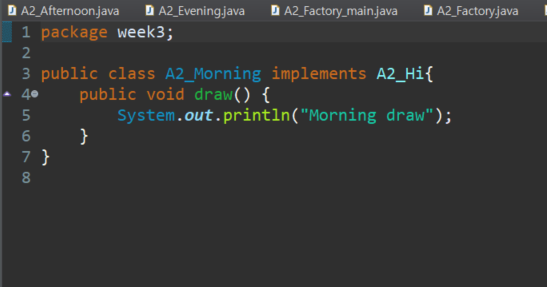 A2_Afternoon.java A2_Evening.java A2_Factory_main.java A2_Factory.java
1 package week3;
2
3 public class A2_Morning implements A2_Hi{
4 public void draw() {
5 System.out.println("Morning draw");
6 }
7 }
8